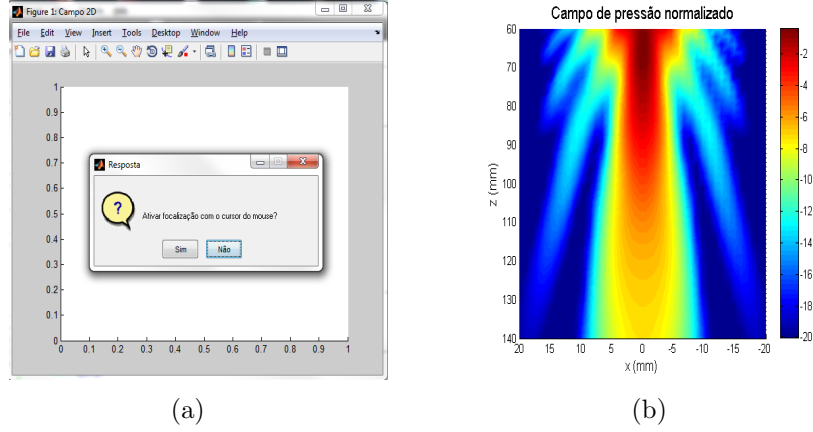 Figure 1: Campo 2D
File Edit View Insert Tools Desktop Window Help
1
0.9
0.8
0.7
0.6
0.5
0.4
0.3
0.2
0.1
0
0 0.1 0.2 0.3 0.4 0.5 0.6 0.7 0.8 0.9 1
Resposta
?
Ativar focalização com o cursor do mouse?
Sim Não
(a)
Campo de pressão normalizado
z (mm)
60
70
80
90
100
110
120
130
140
20 15 10 5 0 -5 -10 -15 -20
x (mm)
-2
-4
-6
-8
-10
-12
-14
-16
-18
-20
(b)